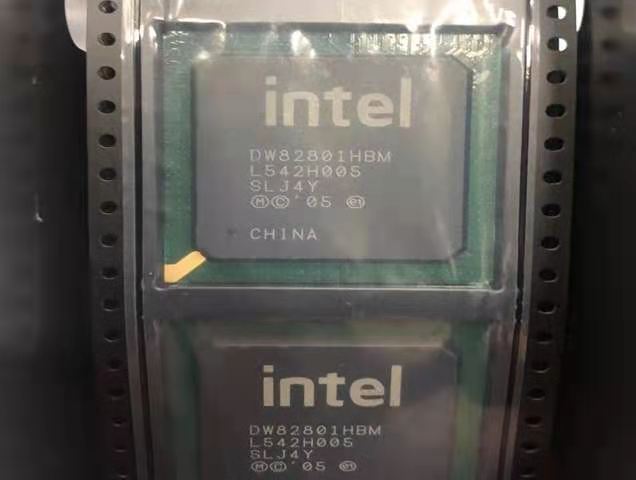 intel
DW82801HBM
L542H005
SLJ4Y
ⓂⒸ'05 ⓔ1
CHINA
intel
DW82801HBM
L542H005
SLJ4Y
ⓂⒸ'05 ⓔ1